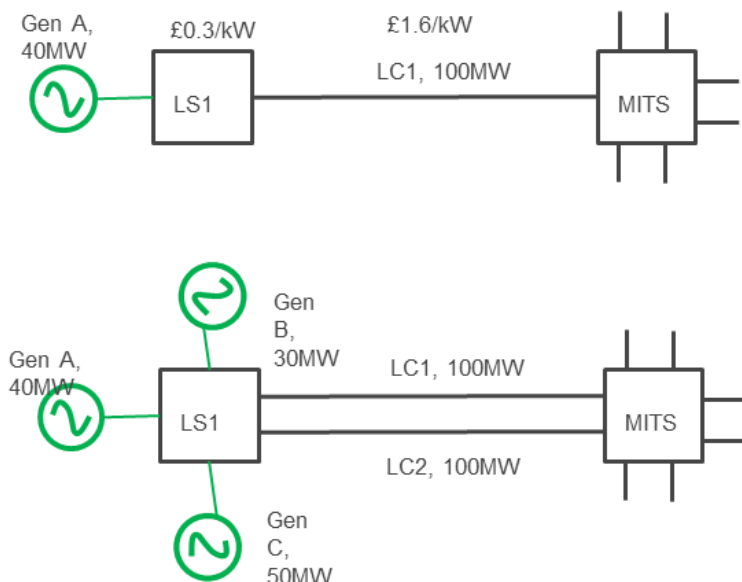 Gen A,
40MW
£0.3/kW
£1.6/kW
LC1, 100MW
LS1
MITS
Gen
B,
30MW
Gen A,
40MW
LC1, 100MW
LS1
MITS
LC2, 100MW
Gen
C,
50MW